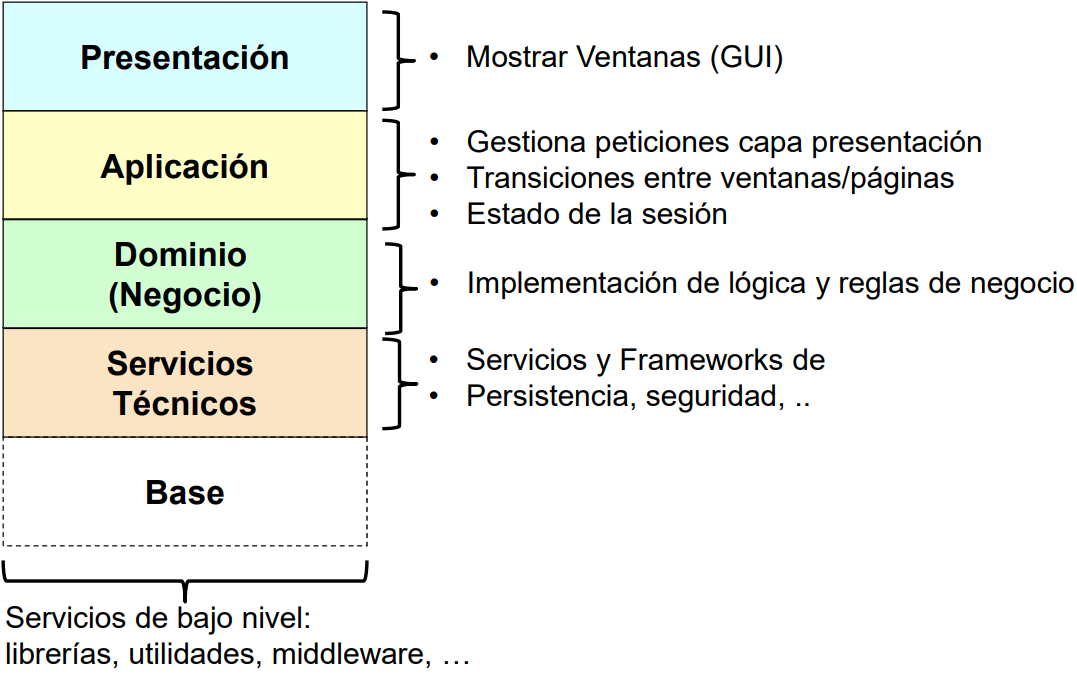 Presentación
• Mostrar Ventanas (GUI)
Aplicación
• Gestiona peticiones capa presentación
• Transiciones entre ventanas/páginas
• Estado de la sesión
Dominio
(Negocio)
• Implementación de lógica y reglas de negocio
Servicios
Técnicos
• Servicios y Frameworks de
• Persistencia, seguridad, ..
Base
Servicios de bajo nivel:
librerías, utilidades, middleware, …